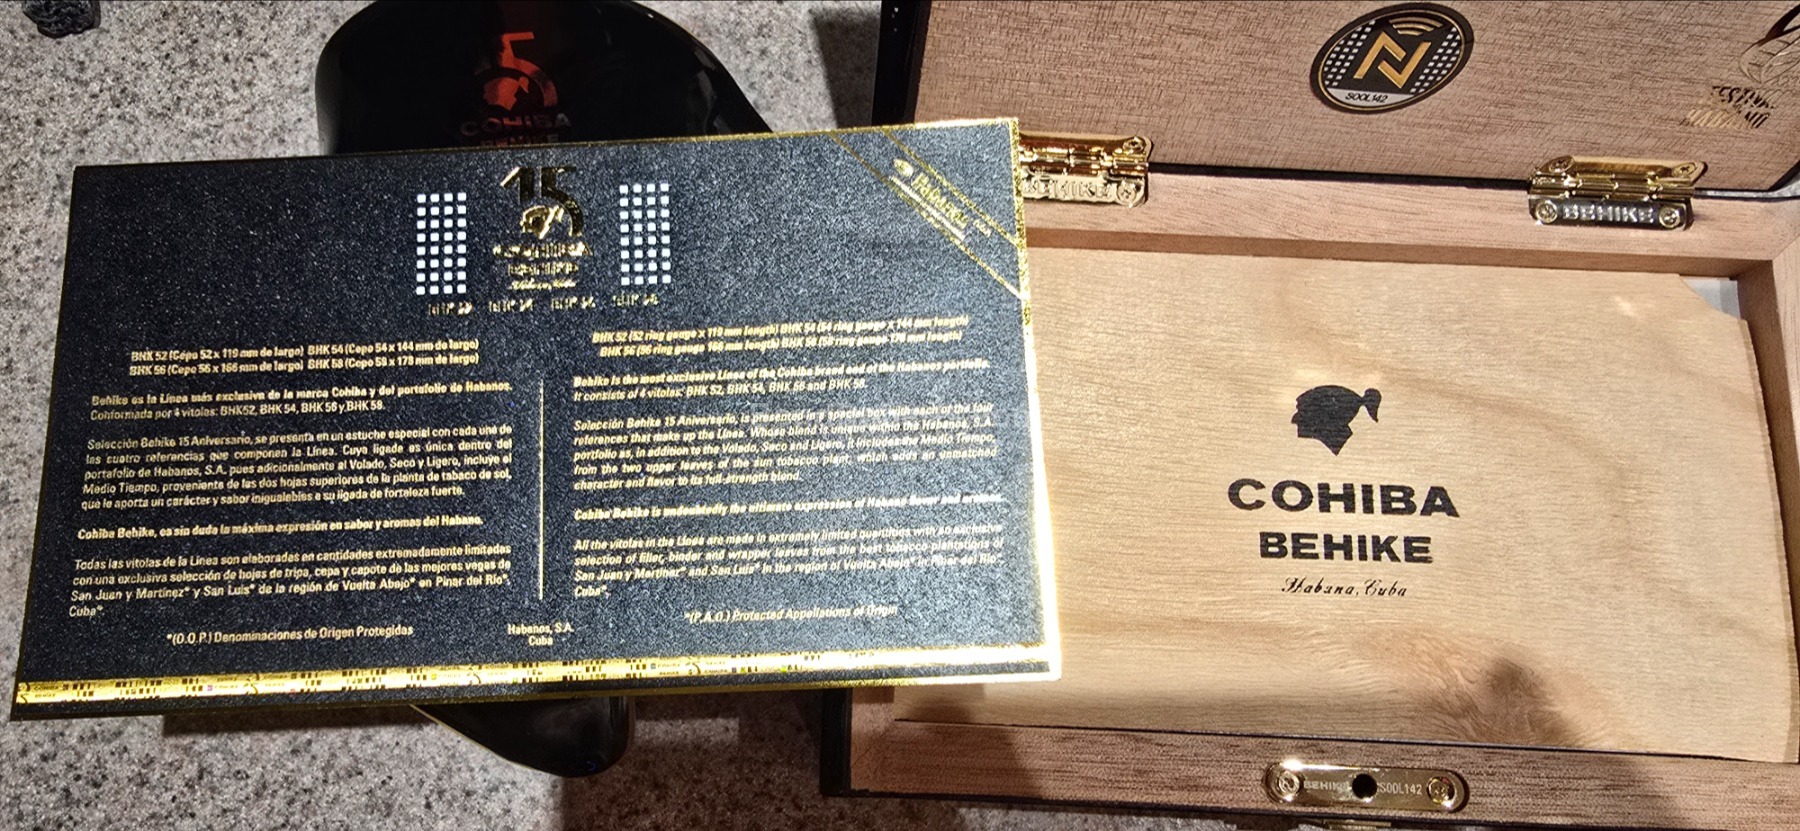 5
COHIBA
BEHIKE
SOOL142
FESTIVAL
BEHIKE
BEHIKE
15
COHIBA
BEHIKE
BHK 52 (Cepo 52 x 119 mm de largo) BHK 54 (Cepo 54 x 144 mm de largo)
BHK 56 (Cepo 56 x 166 mm de largo) BHK 58 (Cepo 58 x 178 mm de largo)
Behike es la Línea más exclusiva de la marca Cohiba y del portafolio de Habanos.
Conformada por 4 vitolas: BHK52, BHK 54, BHK 56 y BHK 58.
Selección Behike 15 Aniversario, se presenta en un estuche especial con cada una de
las cuatro referencias que componen la Línea. Cuya ligada es única dentro del
portafolio de Habanos, S.A. pues adicionalmente al Volado, Seco y Ligero, incluye el
Medio Tiempo, proveniente de las dos hojas superiores de la planta de tabaco de sol,
que le aporta un carácter y sabor inigualables a su ligada de fortaleza fuerte.
Cohiba Behike, es sin duda la máxima expresión en sabor y aromas del Habano.
Todas las vitolas de la Línea son elaboradas en cantidades extremadamente limitadas
con una exclusiva selección de hojas de tripa, capa y capote de las mejores vegas de
San Juan y Martínez* y San Luis* de la región de Vuelta Abajo* en Pinar del Río*,
Cuba*.
*(D.O.P.) Denominaciones de Origen Protegidas
BHK 52 (52 ring gauge x 119 mm length) BHK 54 (54 ring gauge x 144 mm length)
BHK 56 (56 ring gauge 166 mm length) BHK 58 (58 ring gauge 178 mm length)
Behike is the most exclusive Línea of the Cohiba brand and of the Habanos portfolio.
It consists of 4 vitolas: BHK 52, BHK 54, BHK 56 and BHK 58.
Selección Behike 15 Aniversario, is presented in a special box with each of the four
references that make up the Línea. Whose blend is unique within the Habanos, S.A.
portfolio as, in addition to the Volado, Seco and Ligero, it includes the Medio Tiempo,
from the two upper leaves of the sun tobacco plant, which adds an unmatched
character and flavor to its full-strength blend.
Cohiba Behike is undoubtedly the ultimate expression of Habano flavor and aromas.
All the vitolas in the Línea are made in extremely limited quantities with an exclusive
selection of filler, binder and wrapper leaves from the best tobacco plantations of
San Juan y Martínez* and San Luis* in the region of Vuelta Abajo* in Pinar del Río*,
Cuba*.
*(P.A.O.) Protected Appellations of Origin
Habanos, S.A.
Cuba
COHIBA
BEHIKE
Habana, Cuba
BEHIKE SOOL142